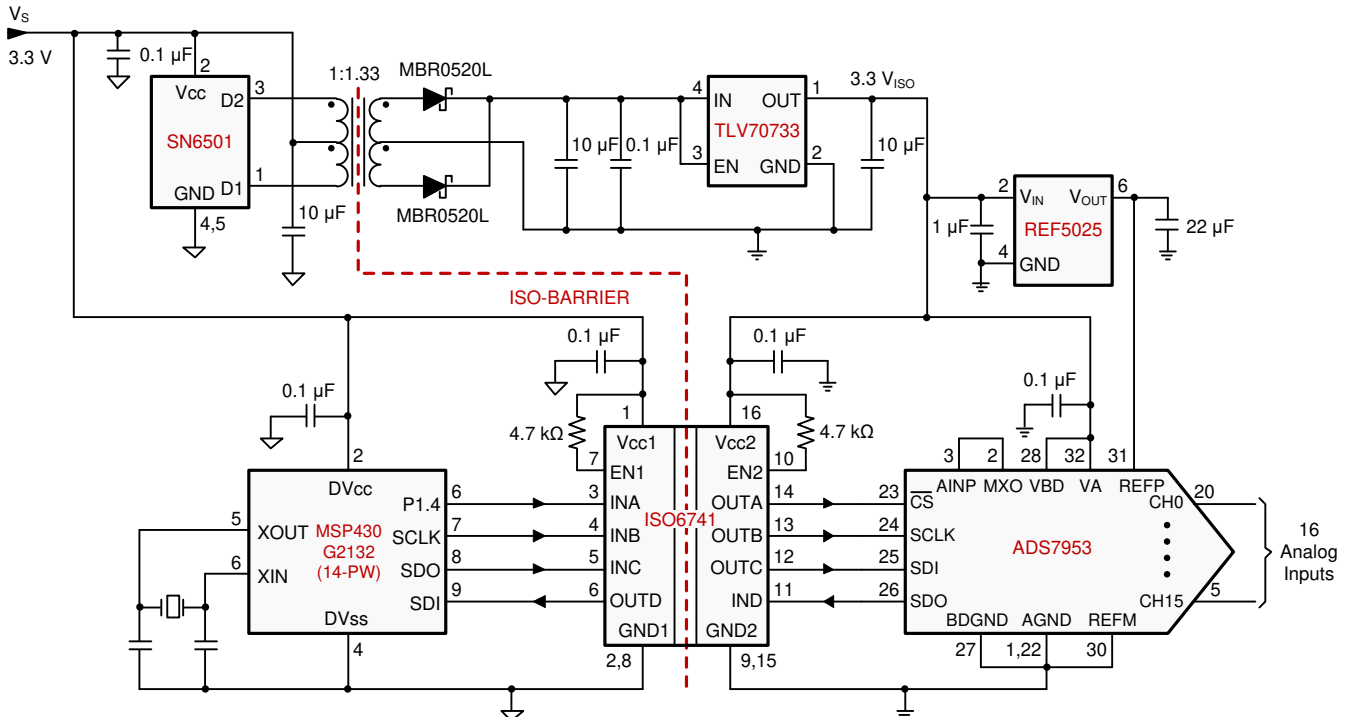 VS
3.3 V
0.1 µF
2
Vcc
D2
3
SN6501
D1
1
GND
4,5
10 µF
1:1.33
MBR0520L
MBR0520L
10 µF
0.1 µF
4
IN
OUT
1
TLV70733
3
EN
GND
2
3.3 VISO
10 µF
2
VIN
VOUT
6
1 µF
REF5025
22 µF
4
GND
ISO-BARRIER
0.1 µF
0.1 µF
0.1 µF
0.1 µF
4.7 kΩ
1
16
4.7 kΩ
Vcc1
Vcc2
7
EN1
EN2
10
3
INA
OUTA
14
4
INB
OUTB
13
ISO6741
5
INC
OUTC
12
6
OUTD
IND
11
GND1
GND2
2,8
9,15
2
DVcc
5
XOUT
MSP430
G2132
(14-PW)
6
XIN
P1.4
6
SCLK
7
SDO
8
SDI
9
DVss
4
3
2
28
32
31
AINP
MXO
VBD
VA
REFP
23
CS
24
SCLK
25
SDI
26
SDO
ADS7953
CH0
20
CH15
5
16
Analog
Inputs
BDGND
AGND
REFM
27
1,22
30